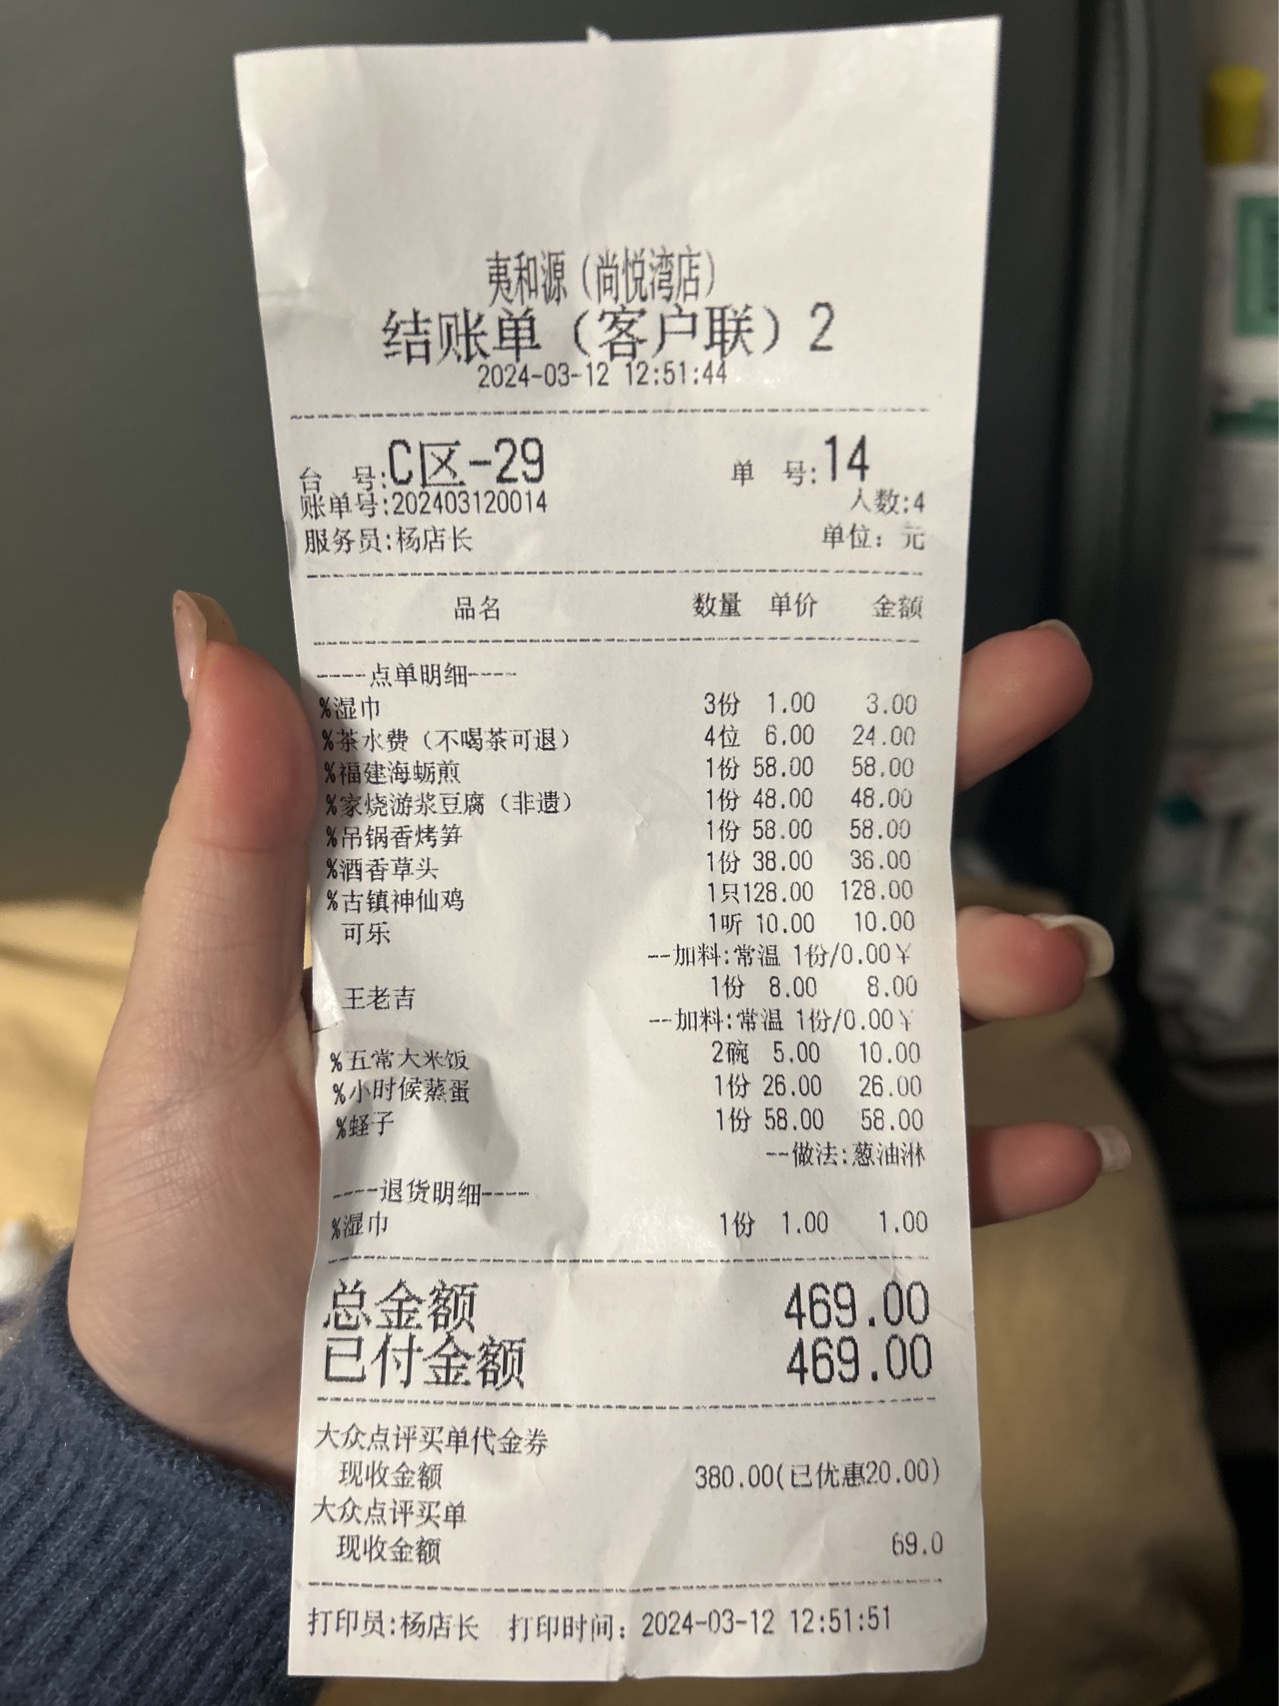 夷和源（尚悦湾店）
结账单（客户联）2
2024-03-12 12:51:44
台 号:C区-29 单 号:14
账单号:202403120014 人数:4
服务员:杨店长 单位：元
品名 数量 单价 金额
----点单明细----
%湿巾 3份 1.00 3.00
%茶水费（不喝茶可退） 4位 6.00 24.00
%福建海蛎煎 1份 58.00 58.00
%家烧游浆豆腐（非遗） 1份 48.00 48.00
%吊锅香烤笋 1份 58.00 58.00
%酒香草头 1份 38.00 38.00
%古镇神仙鸡 1只128.00 128.00
可乐 1听 10.00 10.00
--加料:常温 1份/0.00¥
王老吉 1份 8.00 8.00
--加料:常温 1份/0.00¥
%五常大米饭 2碗 5.00 10.00
%小时候蒸蛋 1份 26.00 26.00
%蛏子 1份 58.00 58.00
--做法:葱油淋
----退货明细----
%湿巾 1份 1.00 1.00
总金额 469.00
已付金额 469.00
大众点评买单代金券
现收金额 380.00(已优惠20.00)
大众点评买单
现收金额 69.0
打印员:杨店长 打印时间：2024-03-12 12:51:51